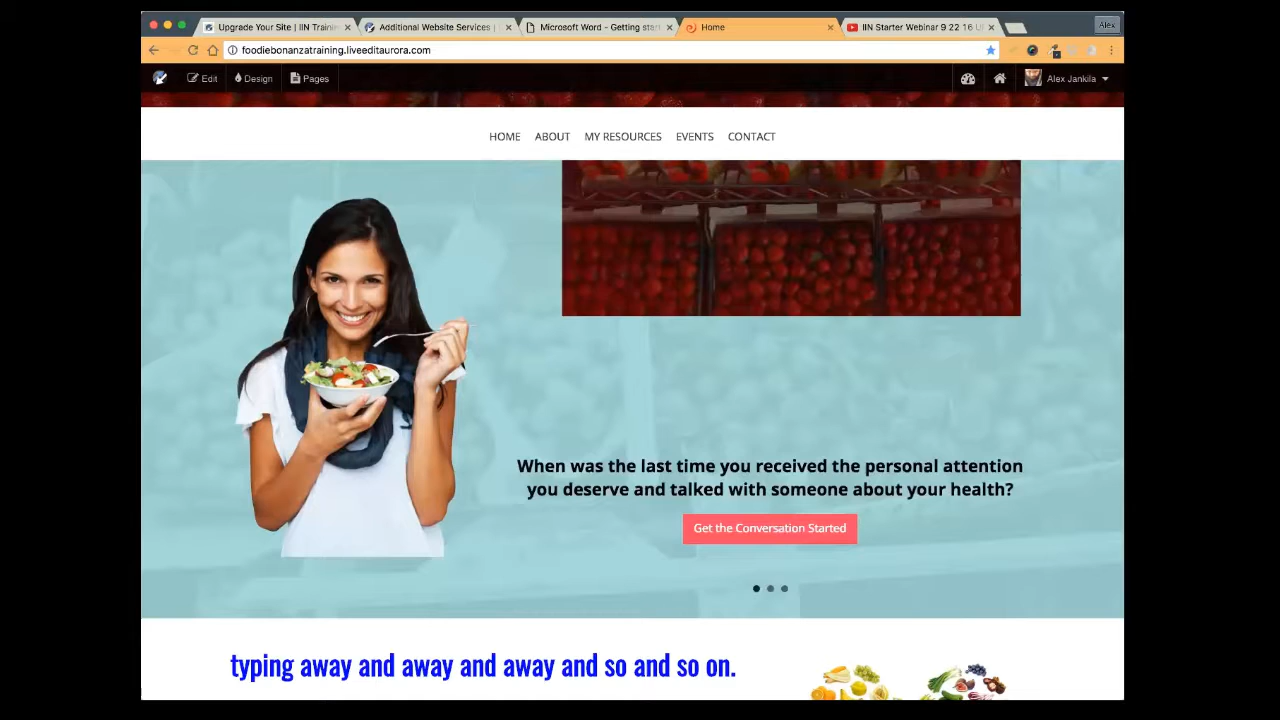 Upgrade Your Site | IIN Trainin
Additional Website Services |
Microsoft Word - Getting star
Home
IIN Starter Webinar 9 22 16 U
Alex
foodiebonanzatraining.liveeditaurora.com
Edit
Design
Pages
Alex Jankila
HOME
ABOUT
MY RESOURCES
EVENTS
CONTACT
When was the last time you received the personal attention
you deserve and talked with someone about your health?
Get the Conversation Started
typing away and away and away and so and so on.